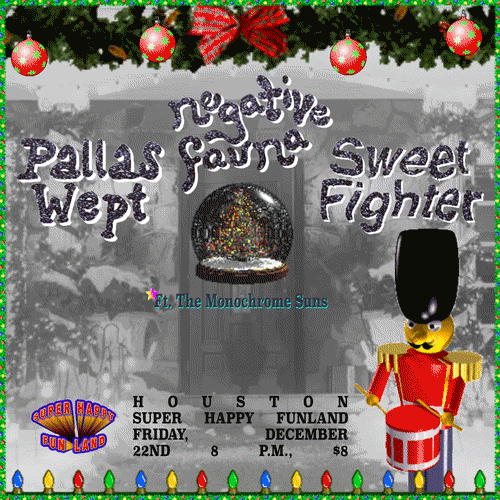 negative
fauna
Pallas
Wept
Sweet
Fighter
Ft. The Monochrome Suns
SUPER HAPPY
FUN LAND
HOUSTON
SUPER HAPPY FUNLAND
FRIDAY, DECEMBER
22ND 8 P.M., $8